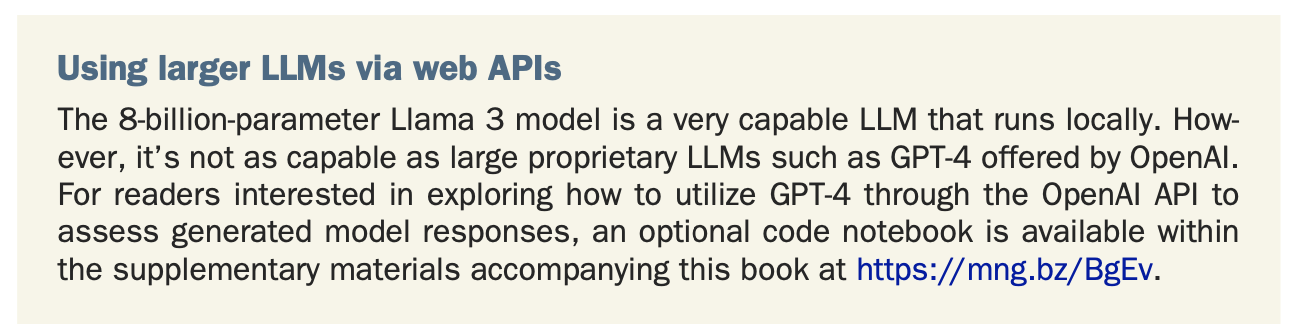 Using larger LLMs via web APIs
The 8-billion-parameter Llama 3 model is a very capable LLM that runs locally. How-
ever, it’s not as capable as large proprietary LLMs such as GPT-4 offered by OpenAI.
For readers interested in exploring how to utilize GPT-4 through the OpenAI API to
assess generated model responses, an optional code notebook is available within
the supplementary materials accompanying this book at https://mng.bz/BgEv.